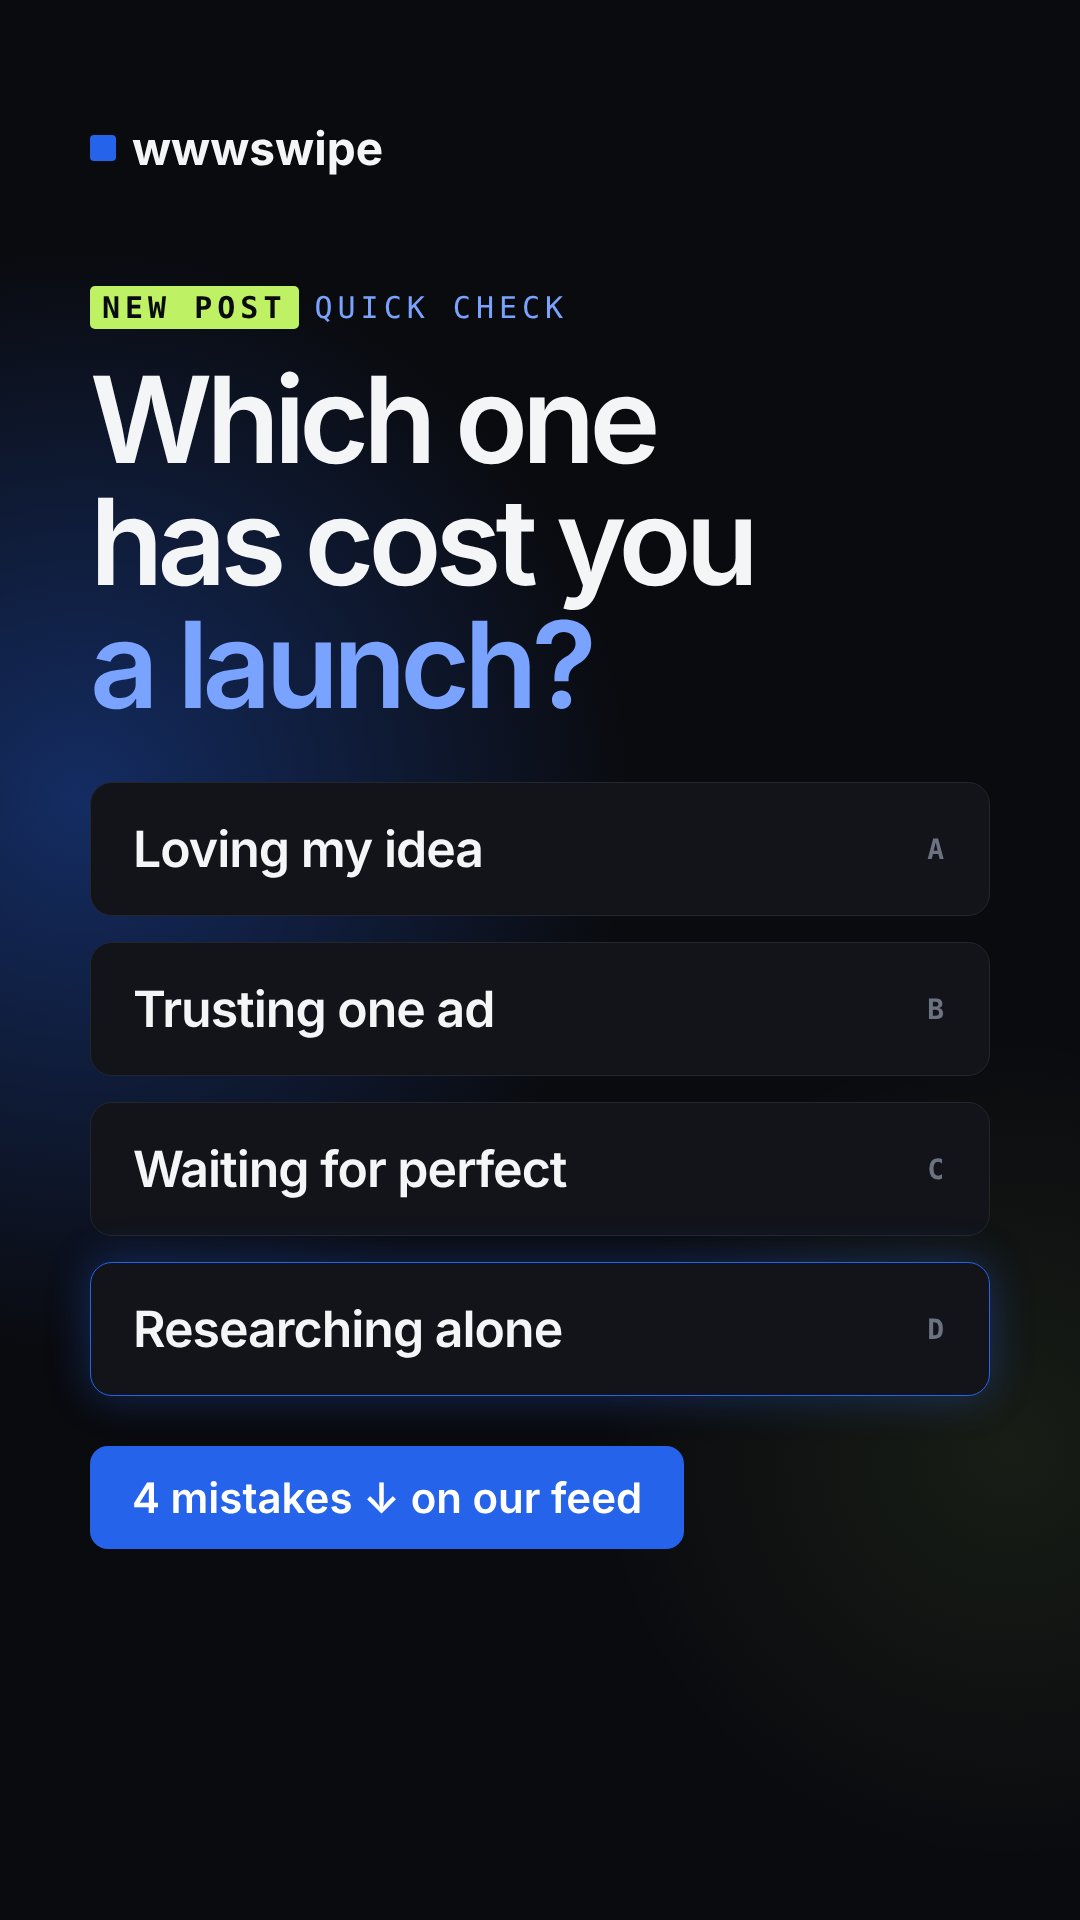 wwwswipe
NEW POST QUICK CHECK
Which one
has cost you
a launch?
Loving my idea A
Trusting one ad B
Waiting for perfect C
Researching alone D
4 mistakes ↓ on our feed